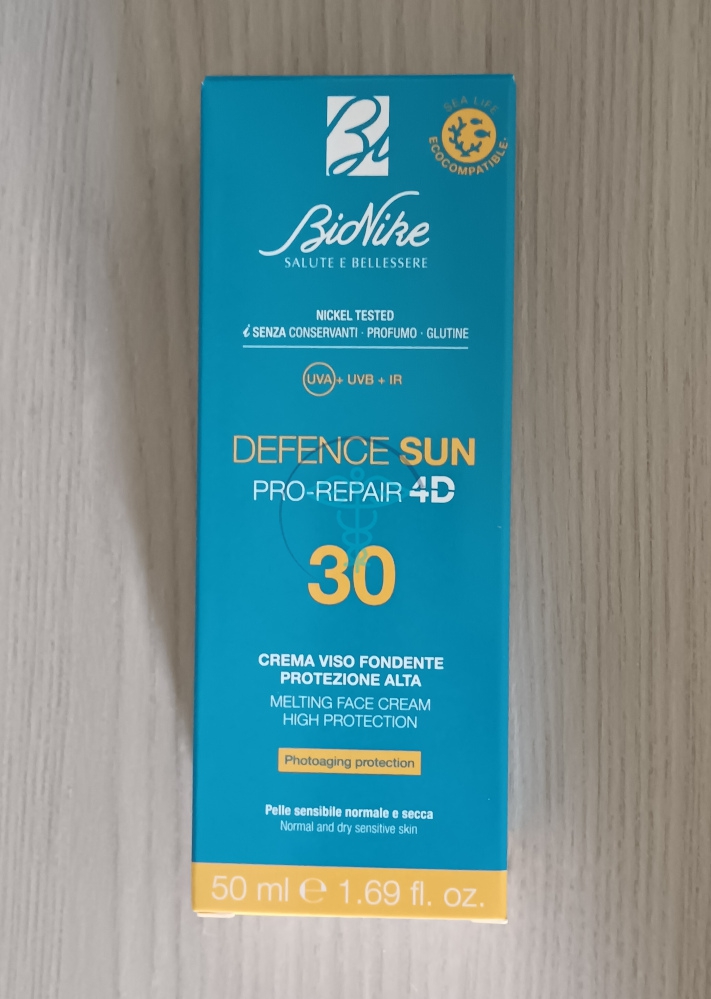 Bi
SEA LIFE
ECOCOMPATIBLE
BioNike
SALUTE E BELLESSERE
NICKEL TESTED
i SENZA CONSERVANTI · PROFUMO · GLUTINE
UVA + UVB + IR
DEFENCE SUN
PRO-REPAIR 4D
30
CREMA VISO FONDENTE
PROTEZIONE ALTA
MELTING FACE CREAM
HIGH PROTECTION
Photoaging protection
Pelle sensibile normale e secca
Normal and dry sensitive skin
50 ml ℮ 1.69 fl. oz.